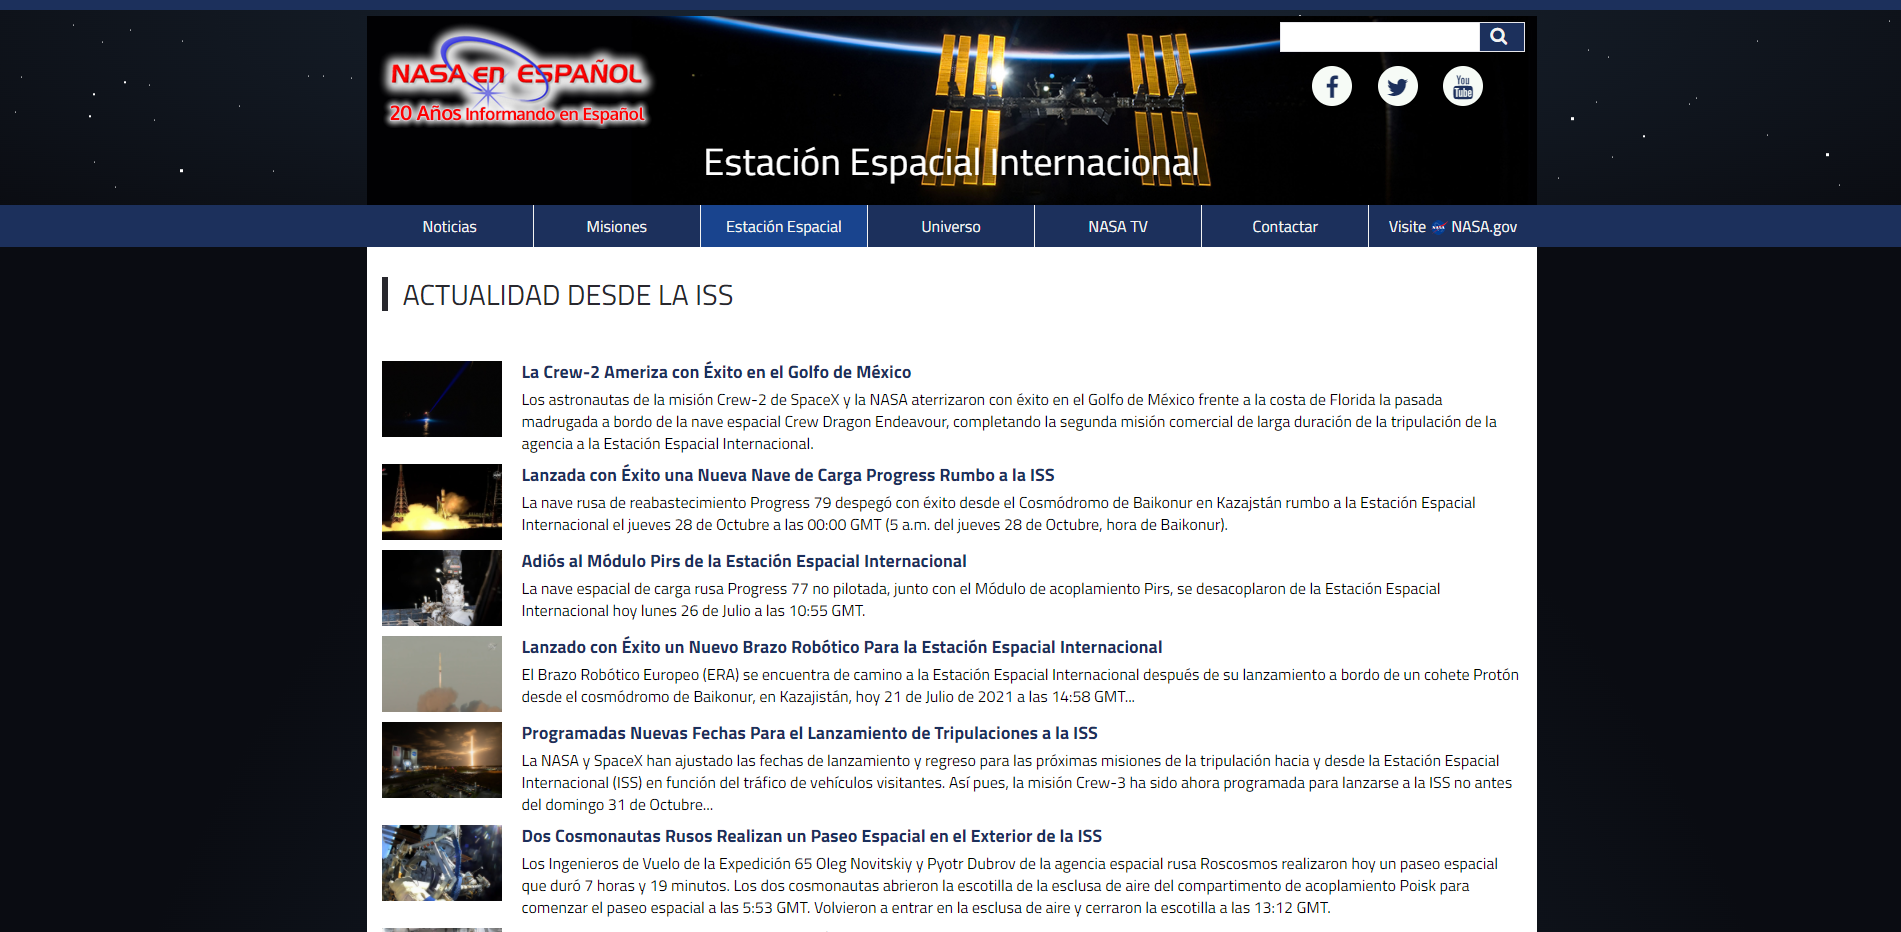 NASA en ESPAÑOL
20 Años Informando en Español
You
Tube
Estación Espacial Internacional
Noticias
Misiones
Estación Espacial
Universo
NASA TV
Contactar
Visite NASA.gov
ACTUALIDAD DESDE LA ISS
La Crew-2 Ameriza con Éxito en el Golfo de México
Los astronautas de la misión Crew-2 de SpaceX y la NASA aterrizaron con éxito en el Golfo de México frente a la costa de Florida la pasada
madrugada a bordo de la nave espacial Crew Dragon Endeavour, completando la segunda misión comercial de larga duración de la tripulación de la
agencia a la Estación Espacial Internacional.
Lanzada con Éxito una Nueva Nave de Carga Progress Rumbo a la ISS
La nave rusa de reabastecimiento Progress 79 despegó con éxito desde el Cosmódromo de Baikonur en Kazajstán rumbo a la Estación Espacial
Internacional el jueves 28 de Octubre a las 00:00 GMT (5 a.m. del jueves 28 de Octubre, hora de Baikonur).
Adiós al Módulo Pirs de la Estación Espacial Internacional
La nave espacial de carga rusa Progress 77 no pilotada, junto con el Módulo de acoplamiento Pirs, se desacoplaron de la Estación Espacial
Internacional hoy lunes 26 de Julio a las 10:55 GMT.
Lanzado con Éxito un Nuevo Brazo Robótico Para la Estación Espacial Internacional
El Brazo Robótico Europeo (ERA) se encuentra de camino a la Estación Espacial Internacional después de su lanzamiento a bordo de un cohete Protón
desde el cosmódromo de Baikonur, en Kazajistán, hoy 21 de Julio de 2021 a las 14:58 GMT...
Programadas Nuevas Fechas Para el Lanzamiento de Tripulaciones a la ISS
La NASA y SpaceX han ajustado las fechas de lanzamiento y regreso para las próximas misiones de la tripulación hacia y desde la Estación Espacial
Internacional (ISS) en función del tráfico de vehículos visitantes. Así pues, la misión Crew-3 ha sido ahora programada para lanzarse a la ISS no antes
del domingo 31 de Octubre...
Dos Cosmonautas Rusos Realizan un Paseo Espacial en el Exterior de la ISS
Los Ingenieros de Vuelo de la Expedición 65 Oleg Novitskiy y Pyotr Dubrov de la agencia espacial rusa Roscosmos realizaron hoy un paseo espacial
que duró 7 horas y 19 minutos. Los dos cosmonautas abrieron la escotilla de la esclusa de aire del compartimento de acoplamiento Poisk para
comenzar el paseo espacial a las 5:53 GMT. Volvieron a entrar en la esclusa de aire y cerraron la escotilla a las 13:12 GMT.